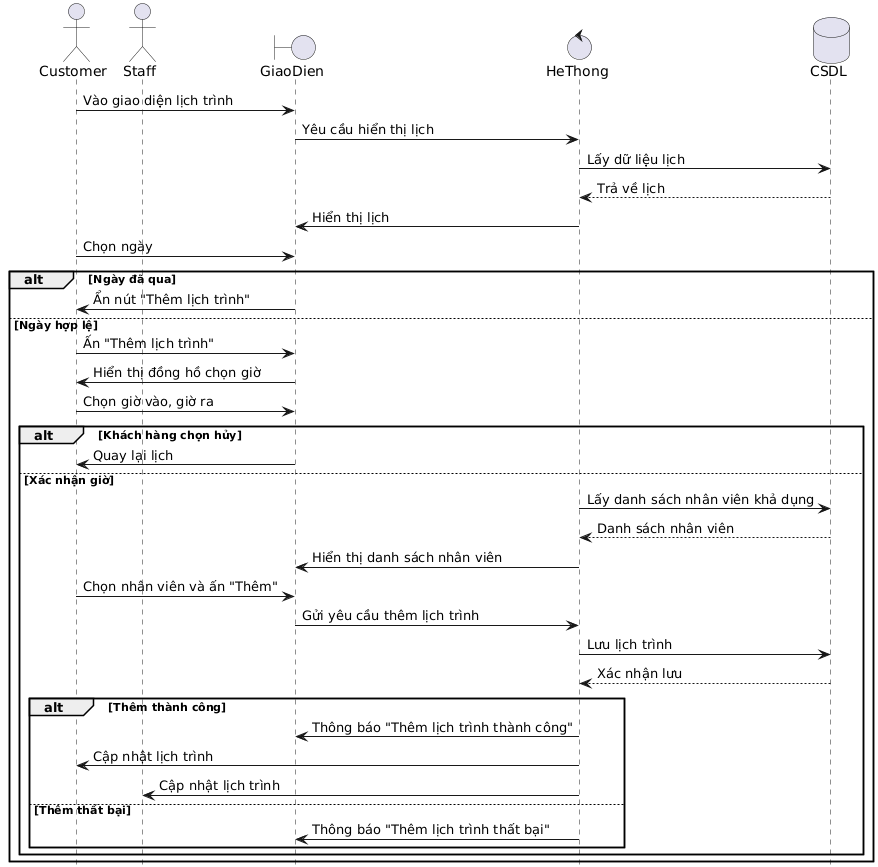 Customer
Staff
GiaoDien
HeThong
CSDL
Vào giao diện lịch trình
Yêu cầu hiển thị lịch
Lấy dữ liệu lịch
Trả về lịch
Hiển thị lịch
Chọn ngày
alt [Ngày đã qua]
Ẩn nút "Thêm lịch trình"
[Ngày hợp lệ]
Ấn "Thêm lịch trình"
Hiển thị đồng hồ chọn giờ
Chọn giờ vào, giờ ra
alt [Khách hàng chọn hủy]
Quay lại lịch
[Xác nhận giờ]
Lấy danh sách nhân viên khả dụng
Danh sách nhân viên
Hiển thị danh sách nhân viên
Chọn nhân viên và ấn "Thêm"
Gửi yêu cầu thêm lịch trình
Lưu lịch trình
Xác nhận lưu
alt [Thêm thành công]
Thông báo "Thêm lịch trình thành công"
Cập nhật lịch trình
Cập nhật lịch trình
[Thêm thất bại]
Thông báo "Thêm lịch trình thất bại"